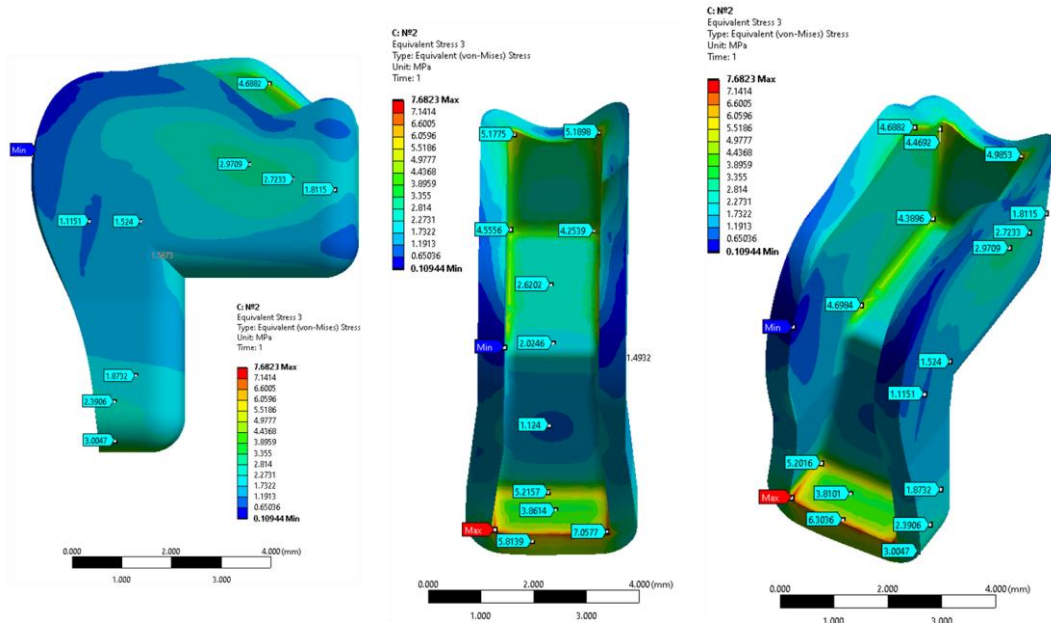 4.6882
Min
2.9709
2.7233
1.8115
1.1151
1.524
1.5673
C: №2
Equivalent Stress 3
Type: Equivalent (von-Mises) Stress
Unit: MPa
Time: 1
7.6823 Max
7.1414
6.6005
6.0596
5.5186
4.9777
4.4368
3.8959
3.355
2.814
2.2731
1.7322
1.1913
0.65036
0.10944 Min
1.8732
2.3906
3.0047
0.000 2.000 4.000 (mm)
1.000 3.000
C: №2
Equivalent Stress 3
Type: Equivalent (von-Mises) Stress
Unit: MPa
Time: 1
7.6823 Max
7.1414
6.6005
6.0596
5.5186
4.9777
4.4368
3.8959
3.355
2.814
2.2731
1.7322
1.1913
0.65036
0.10944 Min
5.1775
5.1898
4.5556
4.2539
2.6202
Min
2.0246
1.4932
1.124
5.2157
3.8614
Max
7.0577
5.8139
0.000 2.000 4.000 (mm)
1.000 3.000
C: №2
Equivalent Stress 3
Type: Equivalent (von-Mises) Stress
Unit: MPa
Time: 1
7.6823 Max
7.1414
6.6005
6.0596
5.5186
4.9777
4.4368
3.8959
3.355
2.814
2.2731
1.7322
1.1913
0.65036
0.10944 Min
4.6882
4.4692
4.9853
4.3896
1.8115
2.7233
2.9709
4.6984
Min
1.524
1.1151
5.2016
3.8101
1.8732
Max
6.3036
2.3906
3.0047
0.000 2.000 4.000 (mm)
1.000 3.000